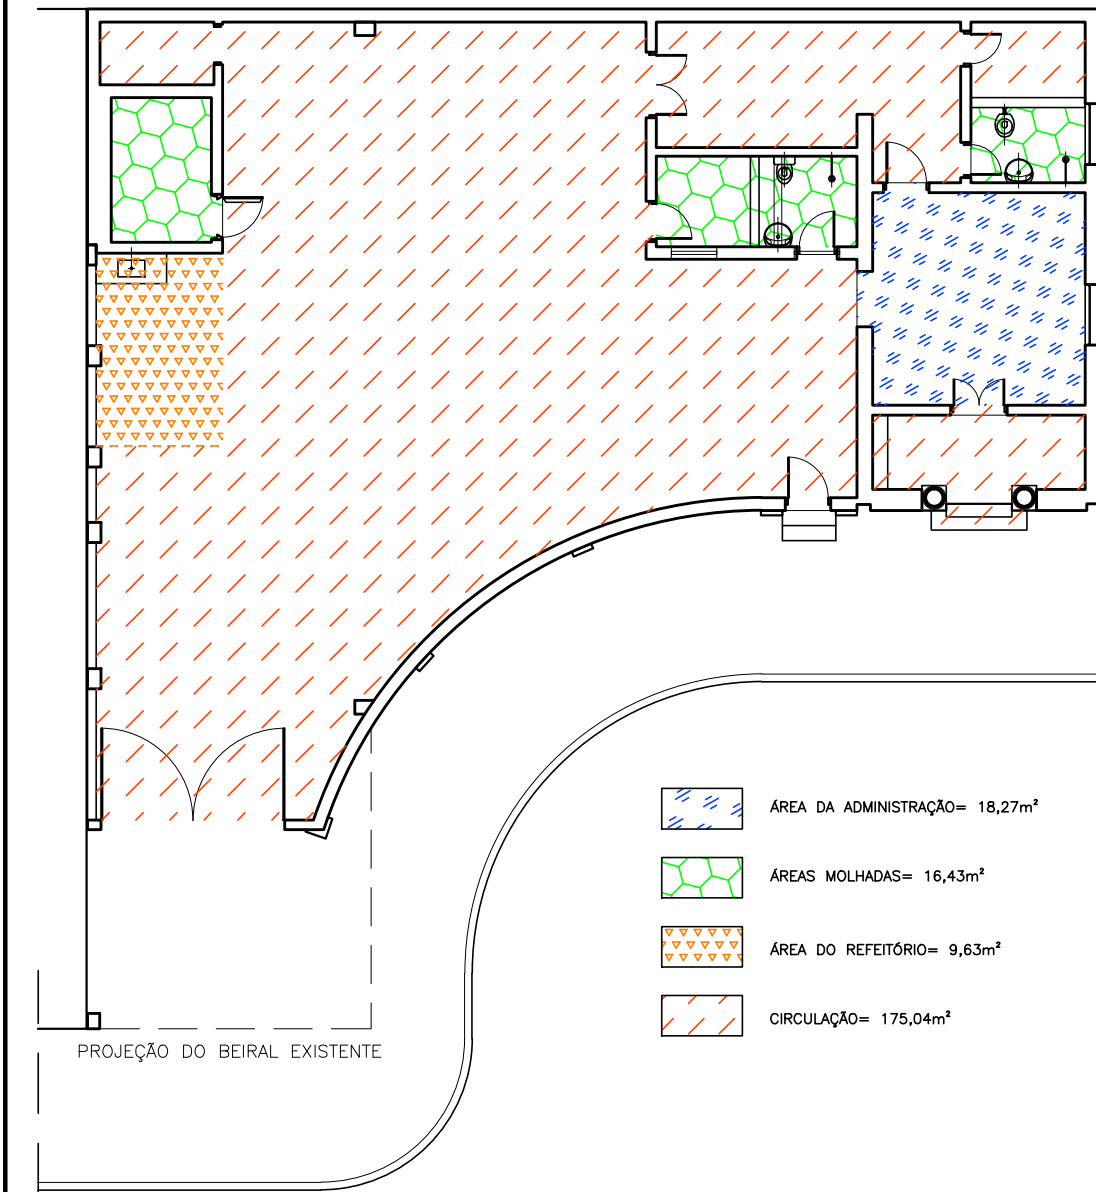 ÁREA DA ADMINISTRAÇÃO= 18,27m²
ÁREAS MOLHADAS= 16,43m²
ÁREA DO REFEITÓRIO= 9,63m²
CIRCULAÇÃO= 175,04m²
PROJEÇÃO DO BEIRAL EXISTENTE